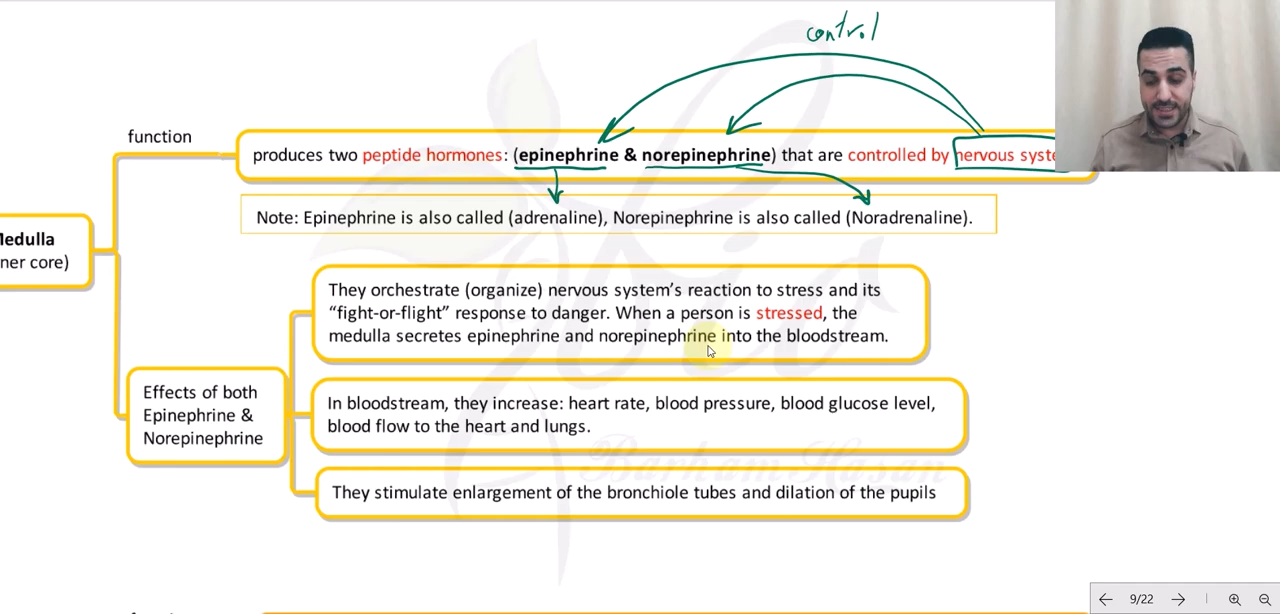 control
function
produces two peptide hormones: (epinephrine & norepinephrine) that are controlled by nervous syste
Note: Epinephrine is also called (adrenaline), Norepinephrine is also called (Noradrenaline).
Medulla
ner core)
They orchestrate (organize) nervous system's reaction to stress and its
"fight-or-flight" response to danger. When a person is stressed, the
medulla secretes epinephrine and norepinephrine into the bloodstream.
Effects of both
Epinephrine &
Norepinephrine
In bloodstream, they increase: heart rate, blood pressure, blood glucose level,
blood flow to the heart and lungs.
They stimulate enlargement of the bronchiole tubes and dilation of the pupils
Barham Hasan
9/22